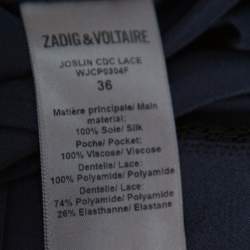 ZADIG&VOLTAIRE
JOSLIN CDC LACE
WJCP0304F
36
Matière principale/Main
material:
100% Soie/ Silk
Poche/ Pocket:
100% Viscose/ Viscose
Dentelle/ Lace:
100% Polyamide/ Polyamide
Dentelle/ Lace:
74% Polyamide/ Polyamide
26% Elasthanne/ Elastane